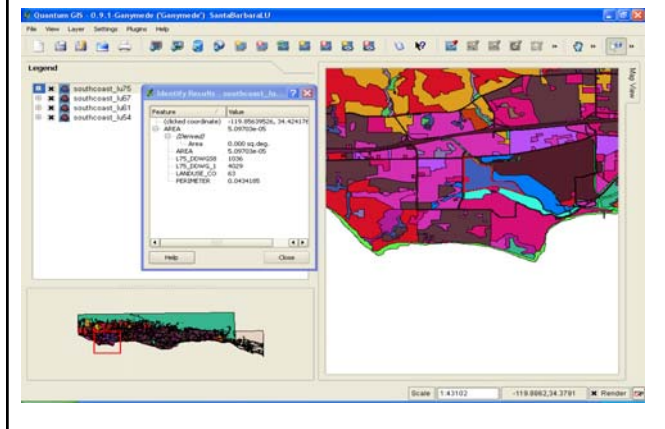 Quantum GIS - 0.9.1-Ganymede ('Ganymede') SantaBarbaraLU
File View Layer Settings Plugins Help
Legend
southcoast_lu75
southcoast_lu67
southcoast_lu61
southcoast_lu54
Identify Results - southcoast_lu...
Feature / Value
(clicked coordinate) -119.85639526, 34.424176
AREA 5.09703e-05
(Derived)
Area 0.000 sq.deg.
AREA 5.09703e-05
L75_DDWG58 1036
L75_DDWG_1 4029
LANDUSE_CO 63
PERIMETER 0.0434185
Help Close
Map View
Scale 1:43102 -119.8862,34.3791 Render